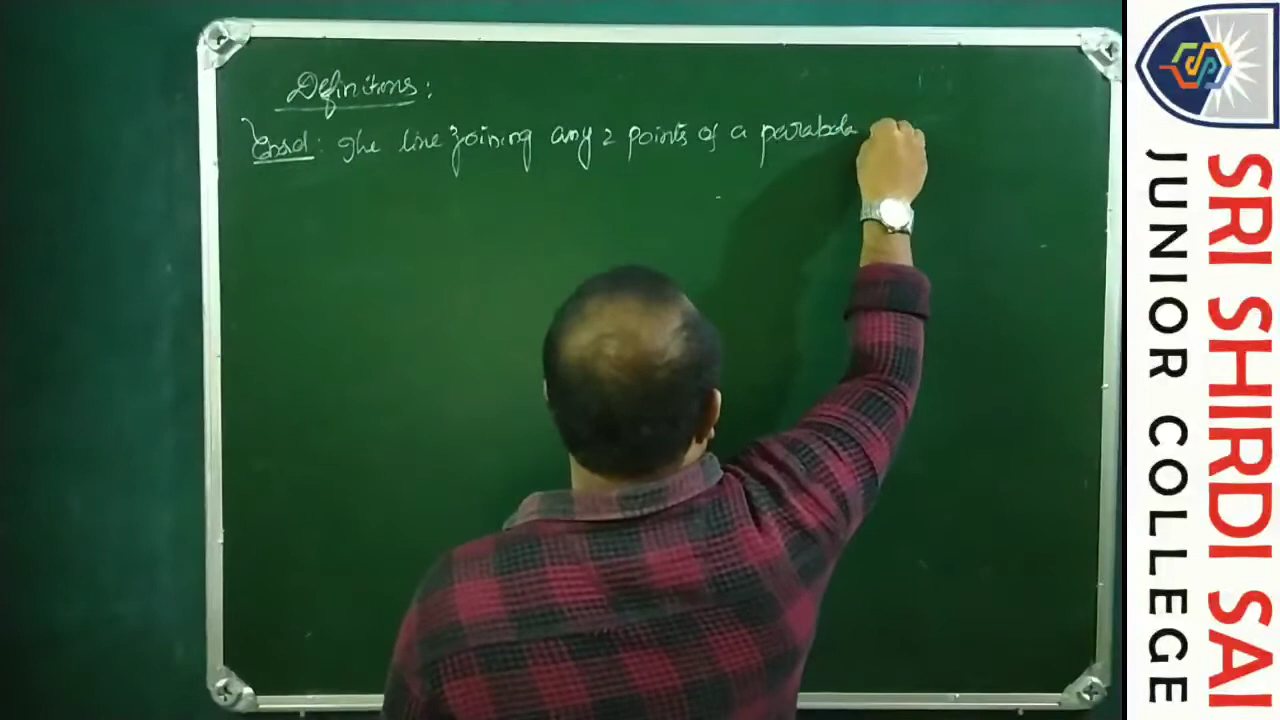 Definitions:
Chord: The line joining any 2 points of a parabola
SRI SHIRDI SAI
JUNIOR COLLEGE